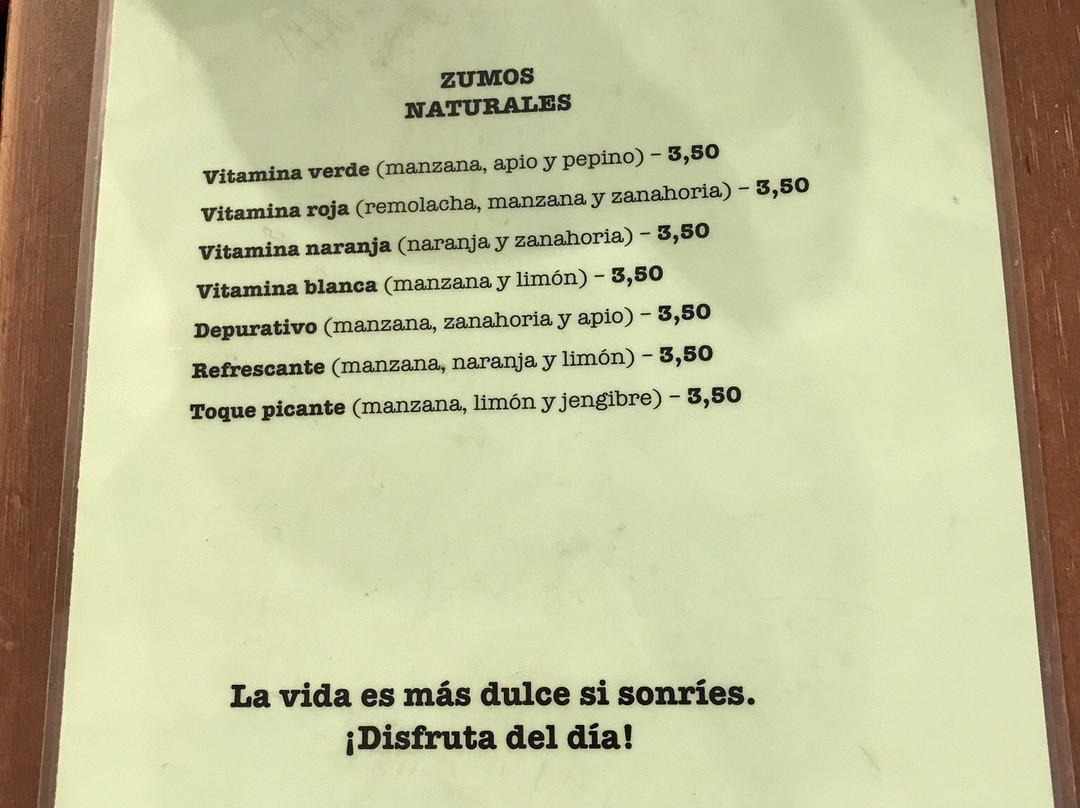 ZUMOS
NATURALES
Vitamina verde (manzana, apio y pepino) – 3,50
Vitamina roja (remolacha, manzana y zanahoria) – 3,50
Vitamina naranja (naranja y zanahoria) – 3,50
Vitamina blanca (manzana y limón) – 3,50
Depurativo (manzana, zanahoria y apio) – 3,50
Refrescante (manzana, naranja y limón) – 3,50
Toque picante (manzana, limón y jengibre) – 3,50
La vida es más dulce si sonríes.
¡Disfruta del día!